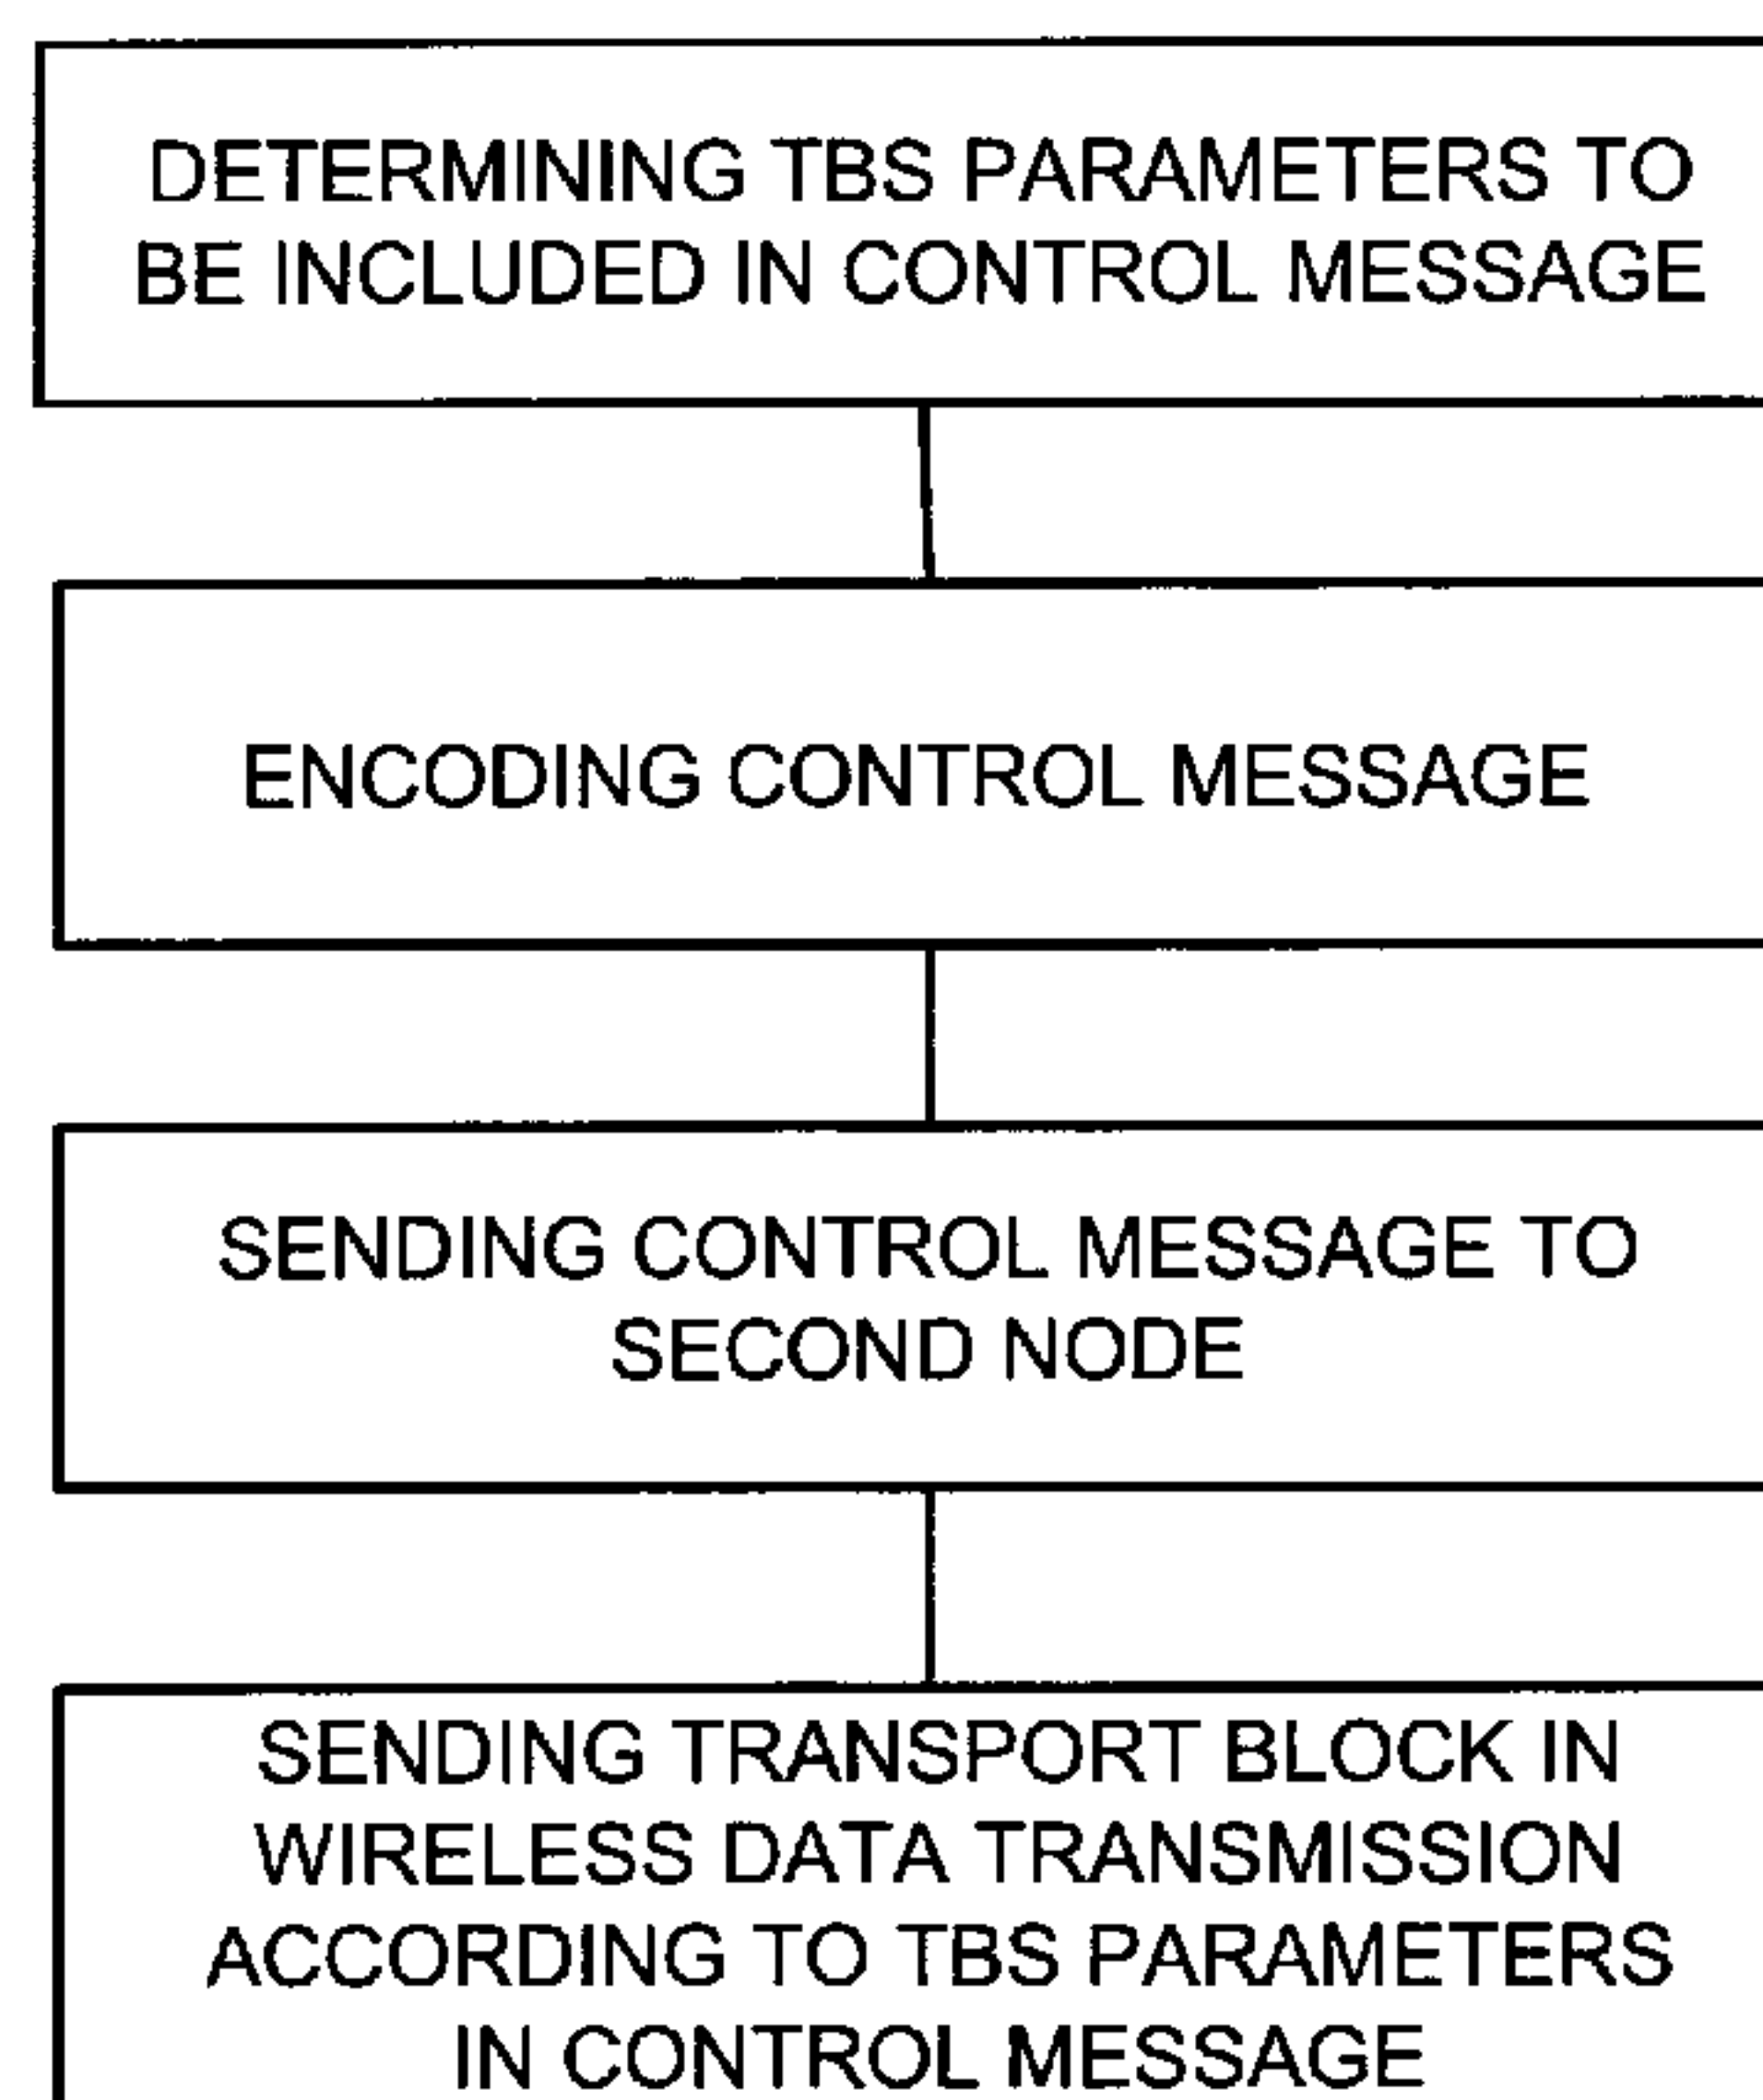 DETERMINING TBS PARAMETERS TO
BE INCLUDED IN CONTROL MESSAGE
ENCODING CONTROL MESSAGE
SENDING CONTROL MESSAGE TO
SECOND NODE
SENDING TRANSPORT BLOCK IN
WIRELESS DATA TRANSMISSION
ACCORDING TO TBS PARAMETERS
IN CONTROL MESSAGE